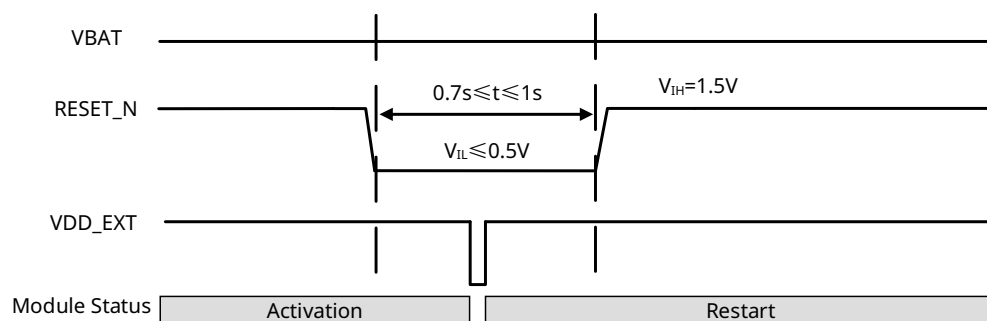 VBAT
RESET_N
0.7s≤t≤1s
VIH=1.5V
VIL≤0.5V
VDD_EXT
Module Status
Activation
Restart